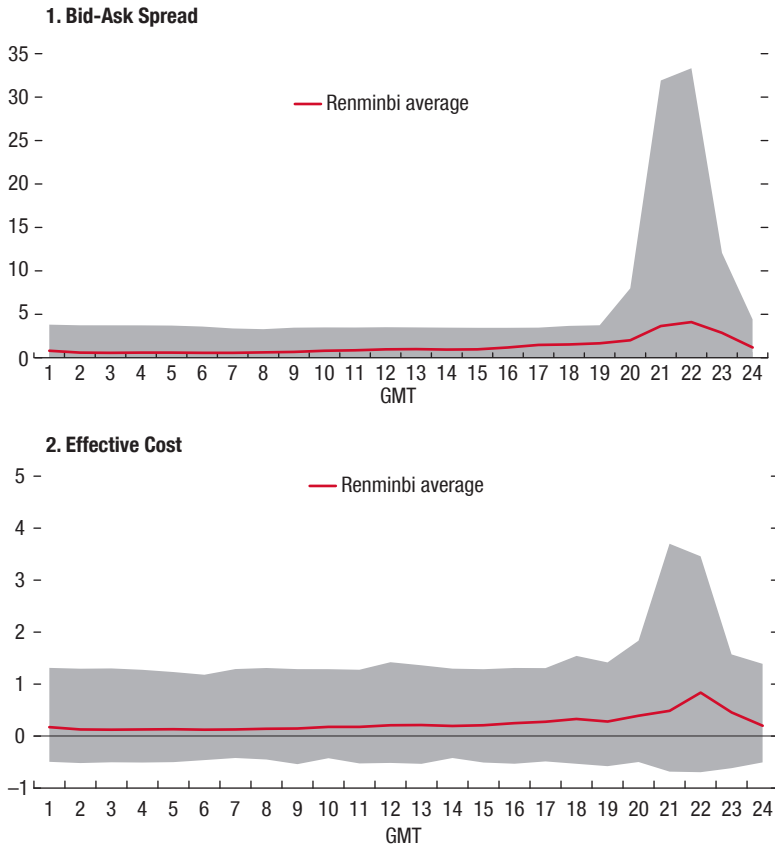 1. Bid-Ask Spread
35
Renminbi average
30
25
20
15
10
5
0
1 2 3 4 5 6 7 8 9 10 11 12 13 14 15 16 17 18 19 20 21 22 23 24
GMT
2. Effective Cost
5
Renminbi average
4
3
2
1
0
–1
1 2 3 4 5 6 7 8 9 10 11 12 13 14 15 16 17 18 19 20 21 22 23 24
GMT